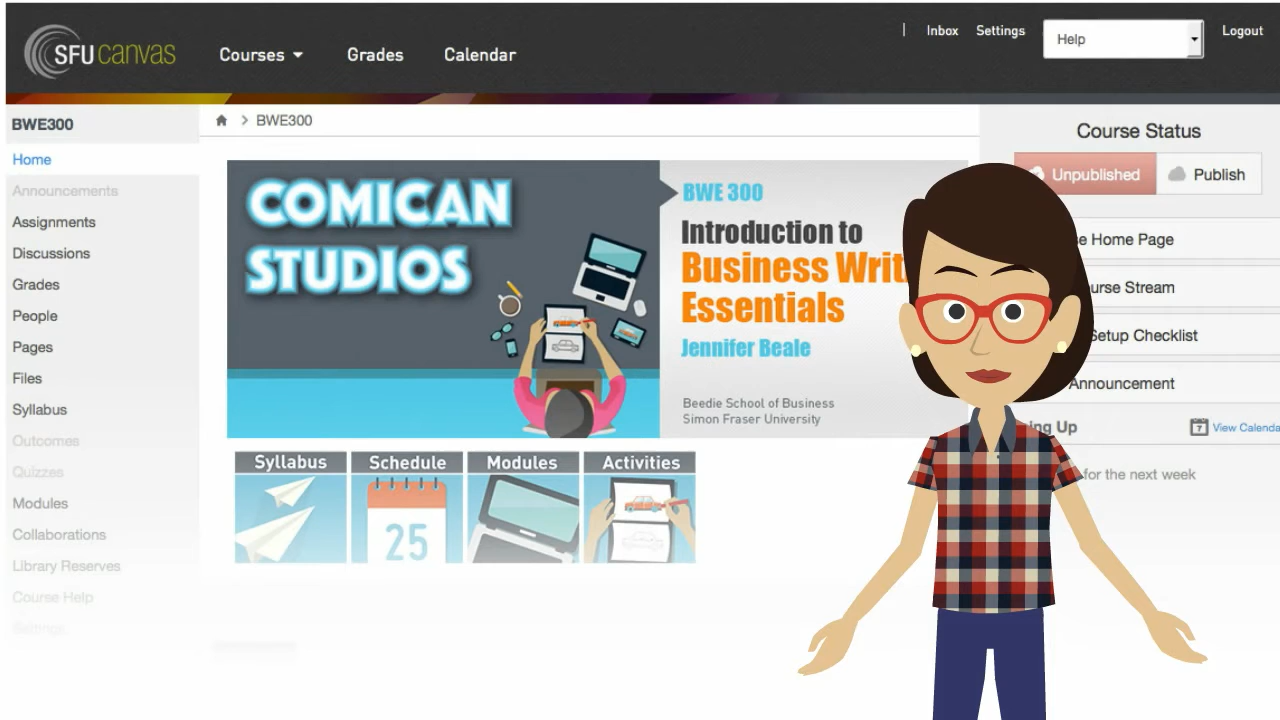 SFU canvas
Courses
Grades
Calendar
Inbox
Settings
Help
Logout
BWE300
Home
Announcements
Assignments
Discussions
Grades
People
Pages
Files
Syllabus
Outcomes
Quizzes
Modules
Collaborations
Library Reserves
Course Help
Settings
BWE300
COMICAN
STUDIOS
BWE 300
Introduction to
Business Writ
Essentials
Jennifer Beale
Beedie School of Business
Simon Fraser University
Syllabus
Schedule
25
Modules
Activities
Course Status
Unpublished
Publish
Home Page
Stream
Setup Checklist
Announcement
Up
7
View Calenda
for the next week